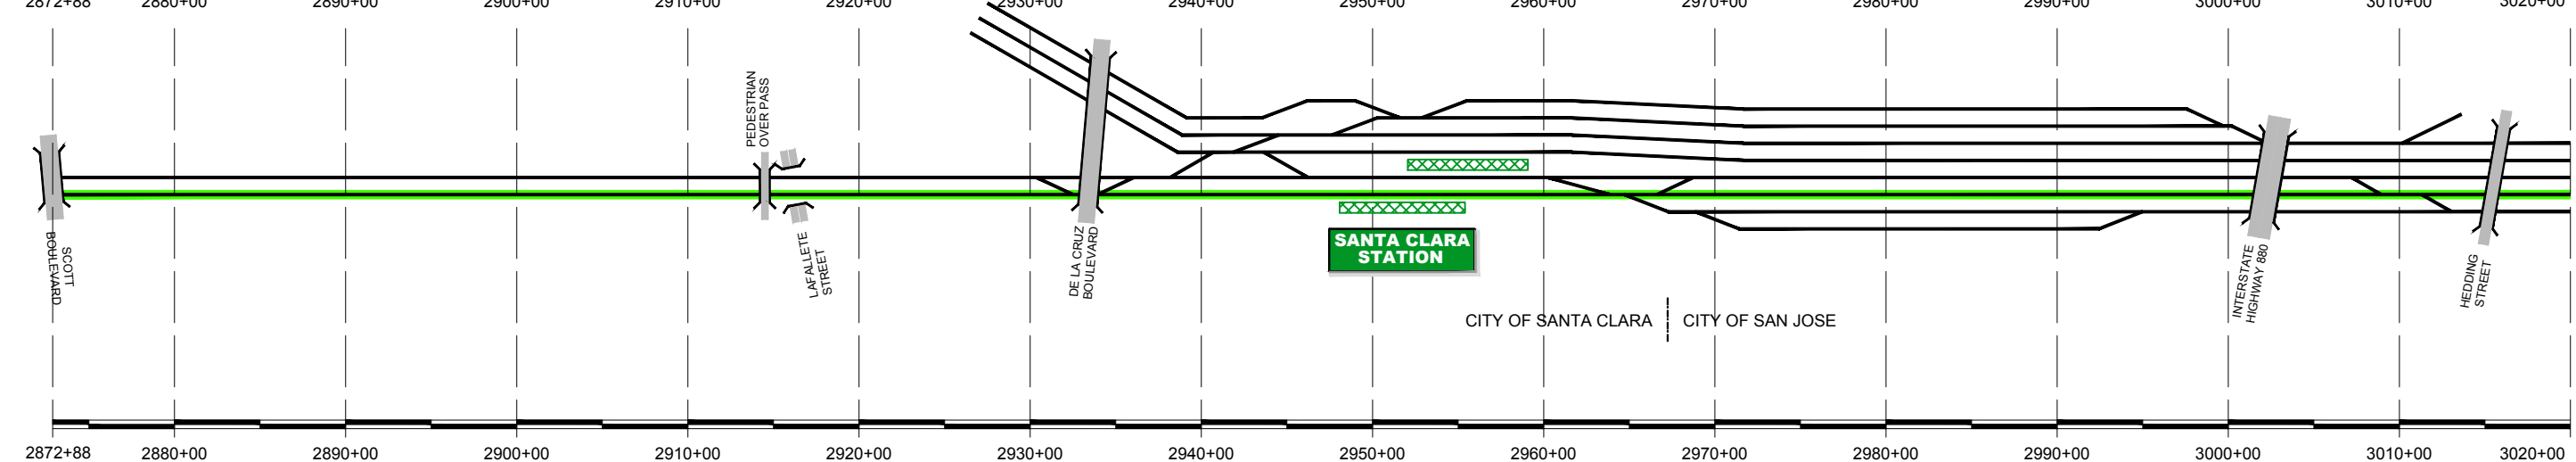 2872+88 2880+00 2890+00 2900+00 2910+00 2920+00 2930+00 2940+00 2950+00 2960+00 2970+00 2980+00 2990+00 3000+00 3010+00 3020+00
PEDESTRIAN
OVER PASS
SCOTT
BOULEVARD
LAFALLETE
STREET
DE LA CRUZ
BOULEVARD
SANTA CLARA
STATION
INTERSTATE
HIGHWAY 880
HEDDING
STREET
CITY OF SANTA CLARA
CITY OF SAN JOSE
2872+88 2880+00 2890+00 2900+00 2910+00 2920+00 2930+00 2940+00 2950+00 2960+00 2970+00 2980+00 2990+00 3000+00 3010+00 3020+00